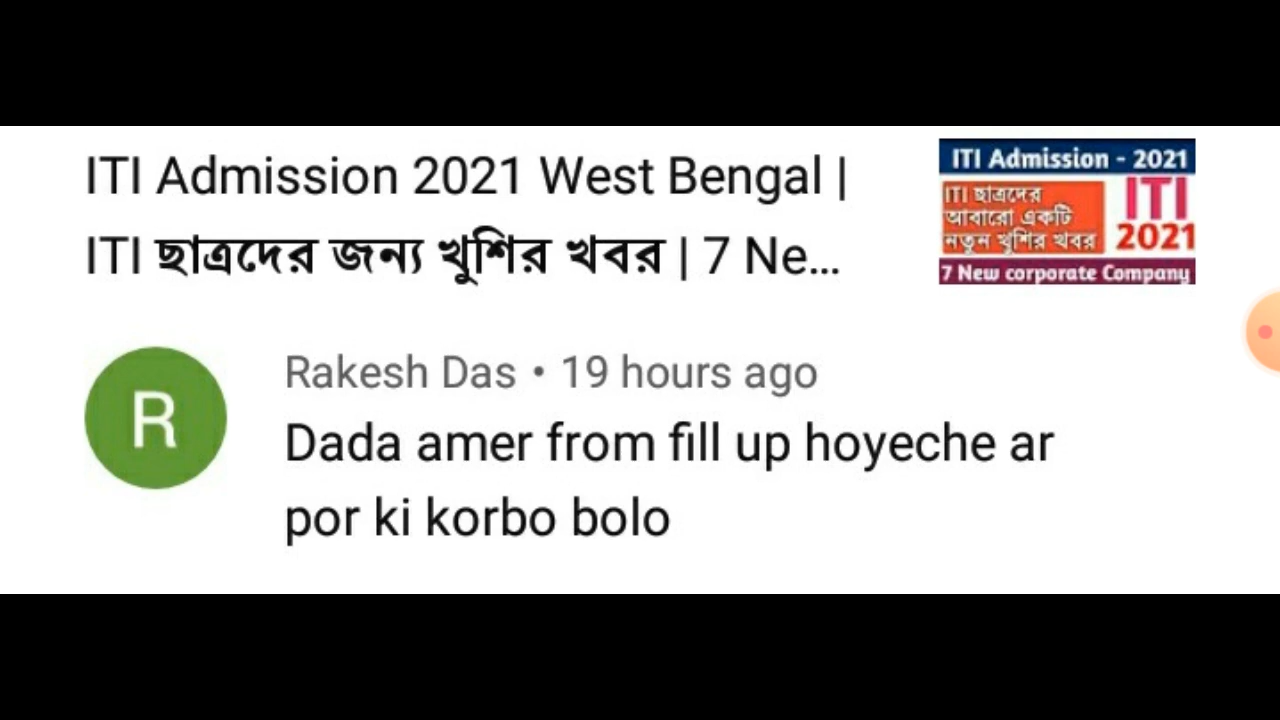 ITI Admission 2021 West Bengal |
ITI ছাত্রদের জন্য খুশির খবর | 7 Ne...
ITI Admission - 2021
ITI ছাত্রদের
আবারো একটি
নতুন খুশির খবর
ITI
2021
7 New corporate Company
R
Rakesh Das • 19 hours ago
Dada amer from fill up hoyeche ar
por ki korbo bolo